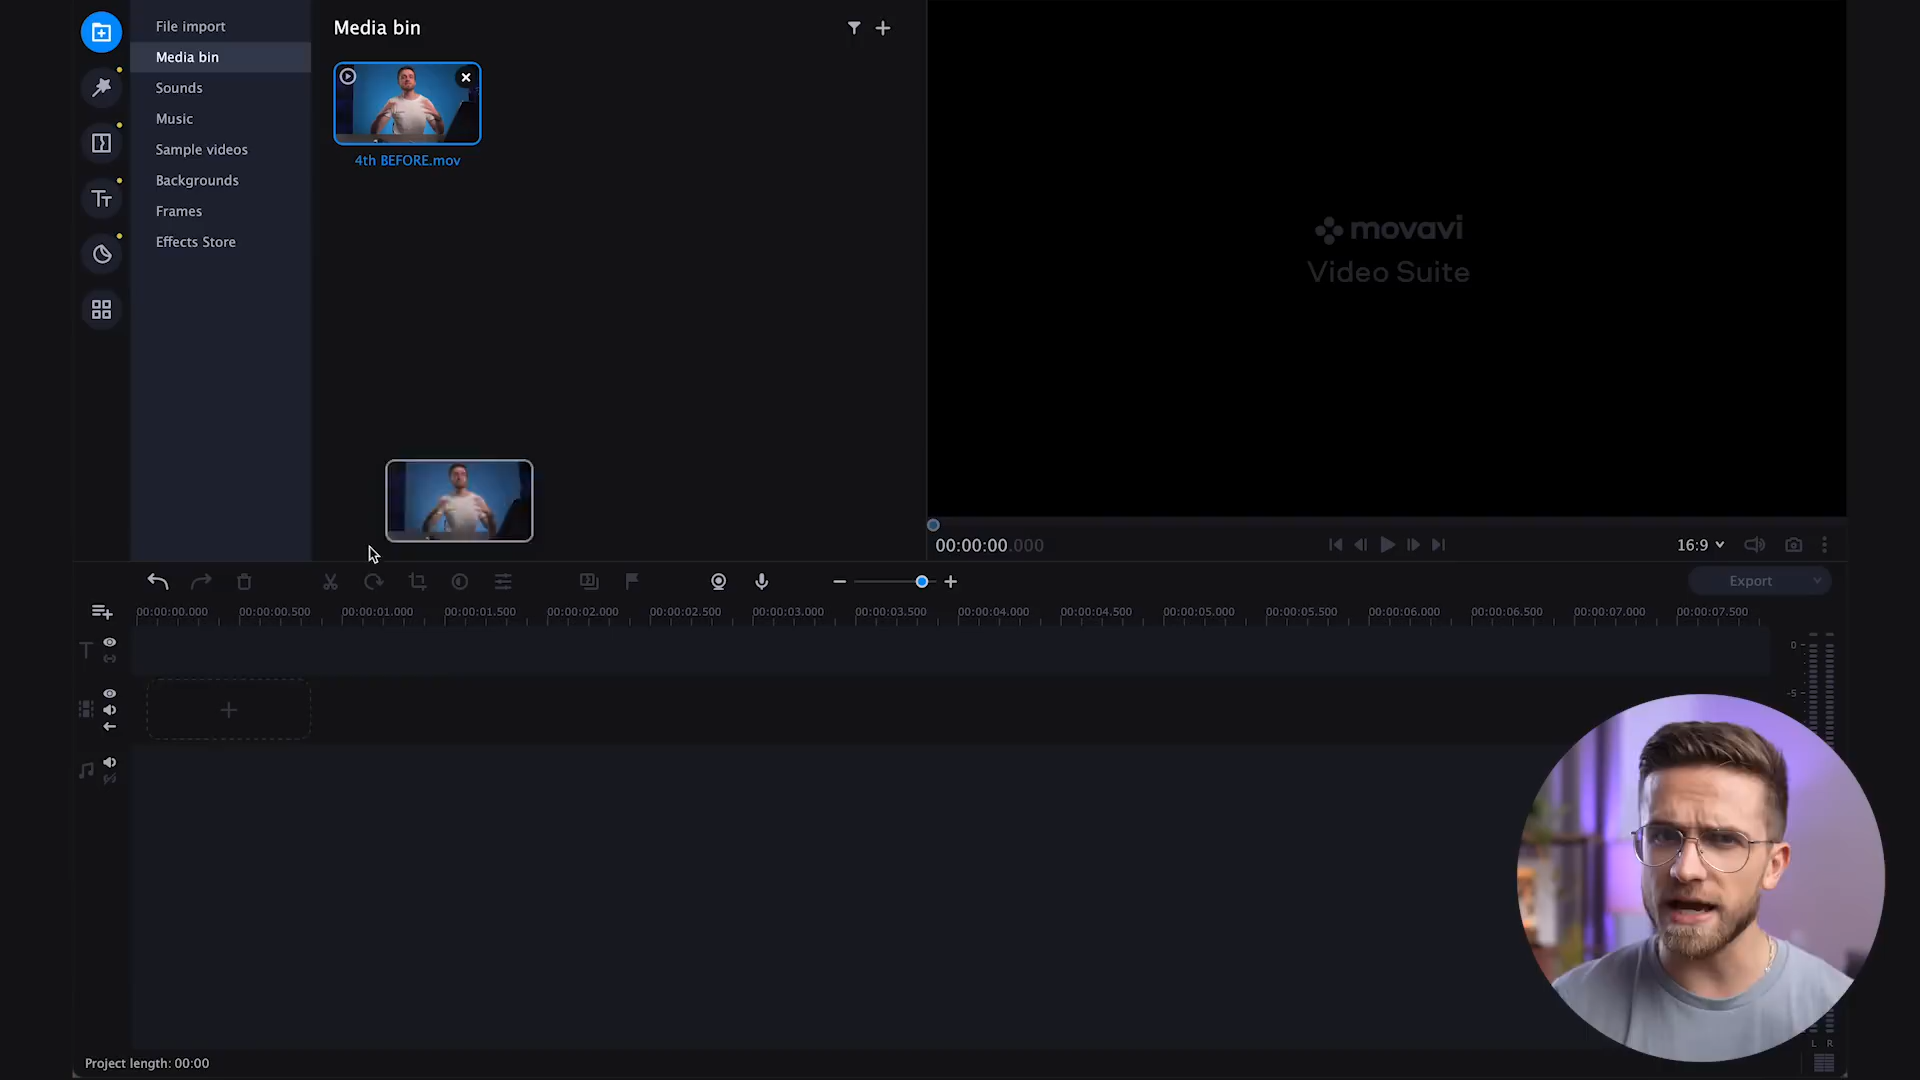 File import
Media bin
Sounds
Music
Sample videos
Backgrounds
Frames
Effects Store
Media bin
4th BEFORE.mov
movavi
Video Suite
00:00:00.000
16:9
Export
00:00:00.000 00:00:00.500 00:00:01.000 00:00:01.500 00:00:02.000 00:00:02.500 00:00:03.000 00:00:03.500 00:00:04.000 00:00:04.500 00:00:05.000 00:00:05.500 00:00:06.000 00:00:06.500 00:00:07.000 00:00:07.500
0
-5
L R
Project length: 00:00